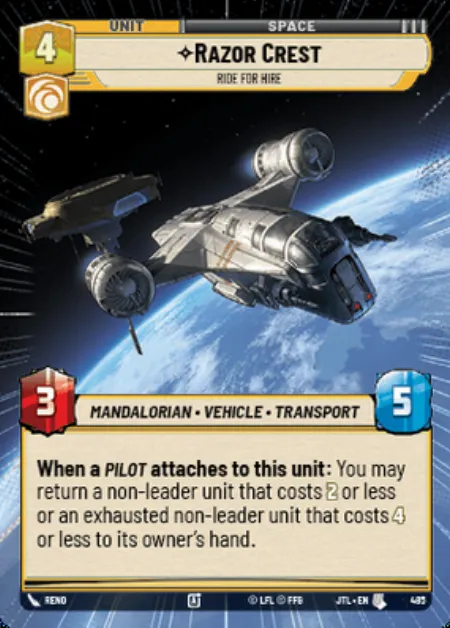 UNIT
SPACE
4
RAZOR CREST
RIDE FOR HIRE
3
MANDALORIAN • VEHICLE • TRANSPORT
5
When a PILOT attaches to this unit: You may
return a non-leader unit that costs 2 or less
or an exhausted non-leader unit that costs 4
or less to its owner's hand.
RENO
© LFL © FFG
JTL • EN
485